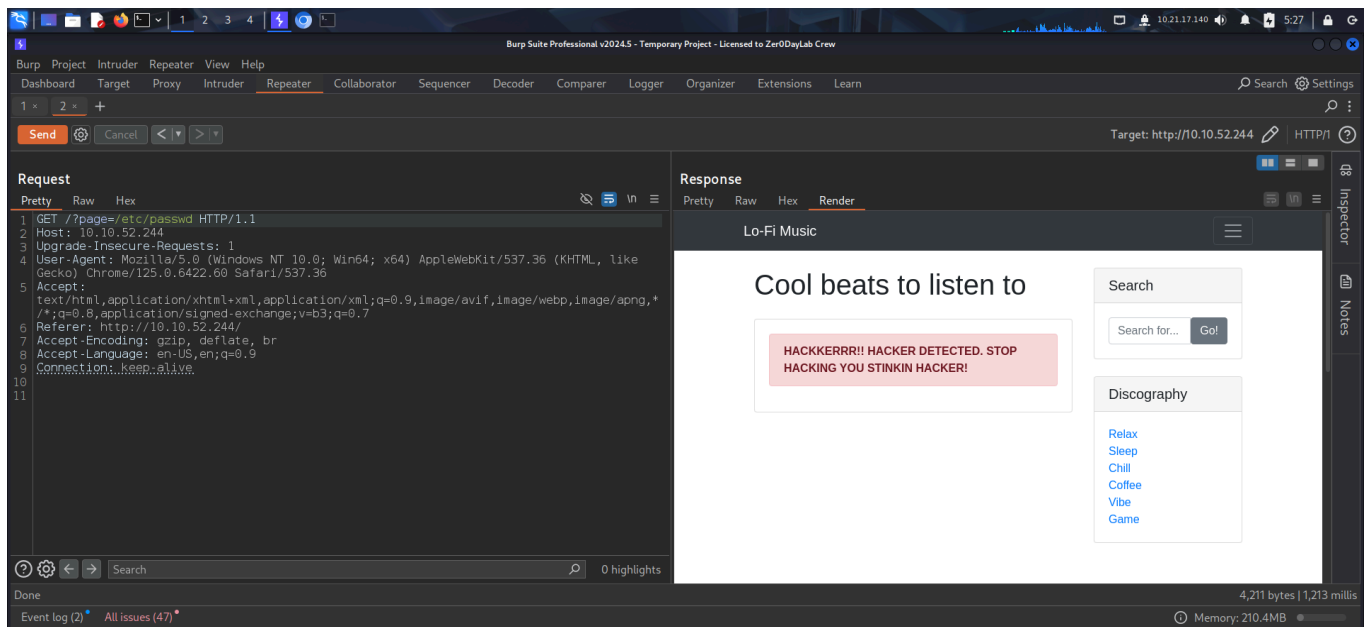 1 2 3 4 10.21.17.140 5:27
Burp Suite Professional v2024.5 - Temporary Project - Licensed to Zer0DayLab Crew
Burp Project Intruder Repeater View Help
Dashboard Target Proxy Intruder Repeater Collaborator Sequencer Decoder Comparer Logger Organizer Extensions Learn Search Settings
1 × 2 × +
Send Cancel < > Target: http://10.10.52.244 HTTP/1
Request
Pretty Raw Hex \n
1 GET /?page=/etc/passwd HTTP/1.1
2 Host: 10.10.52.244
3 Upgrade-Insecure-Requests: 1
4 User-Agent: Mozilla/5.0 (Windows NT 10.0; Win64; x64) AppleWebKit/537.36 (KHTML, like
Gecko) Chrome/125.0.6422.60 Safari/537.36
5 Accept:
text/html,application/xhtml+xml,application/xml;q=0.9,image/avif,image/webp,image/apng,*
/*;q=0.8,application/signed-exchange;v=b3;q=0.7
6 Referer: http://10.10.52.244/
7 Accept-Encoding: gzip, deflate, br
8 Accept-Language: en-US,en;q=0.9
9 Connection: keep-alive
10
11
Search 0 highlights
Response
Pretty Raw Hex Render \n
Lo-Fi Music
Cool beats to listen to
HACKKERRR!! HACKER DETECTED. STOP
HACKING YOU STINKIN HACKER!
Search
Search for... Go!
Discography
Relax
Sleep
Chill
Coffee
Vibe
Game
Inspector
Notes
Done 4,211 bytes | 1,213 millis
Event log (2) All issues (47) Memory: 210.4MB